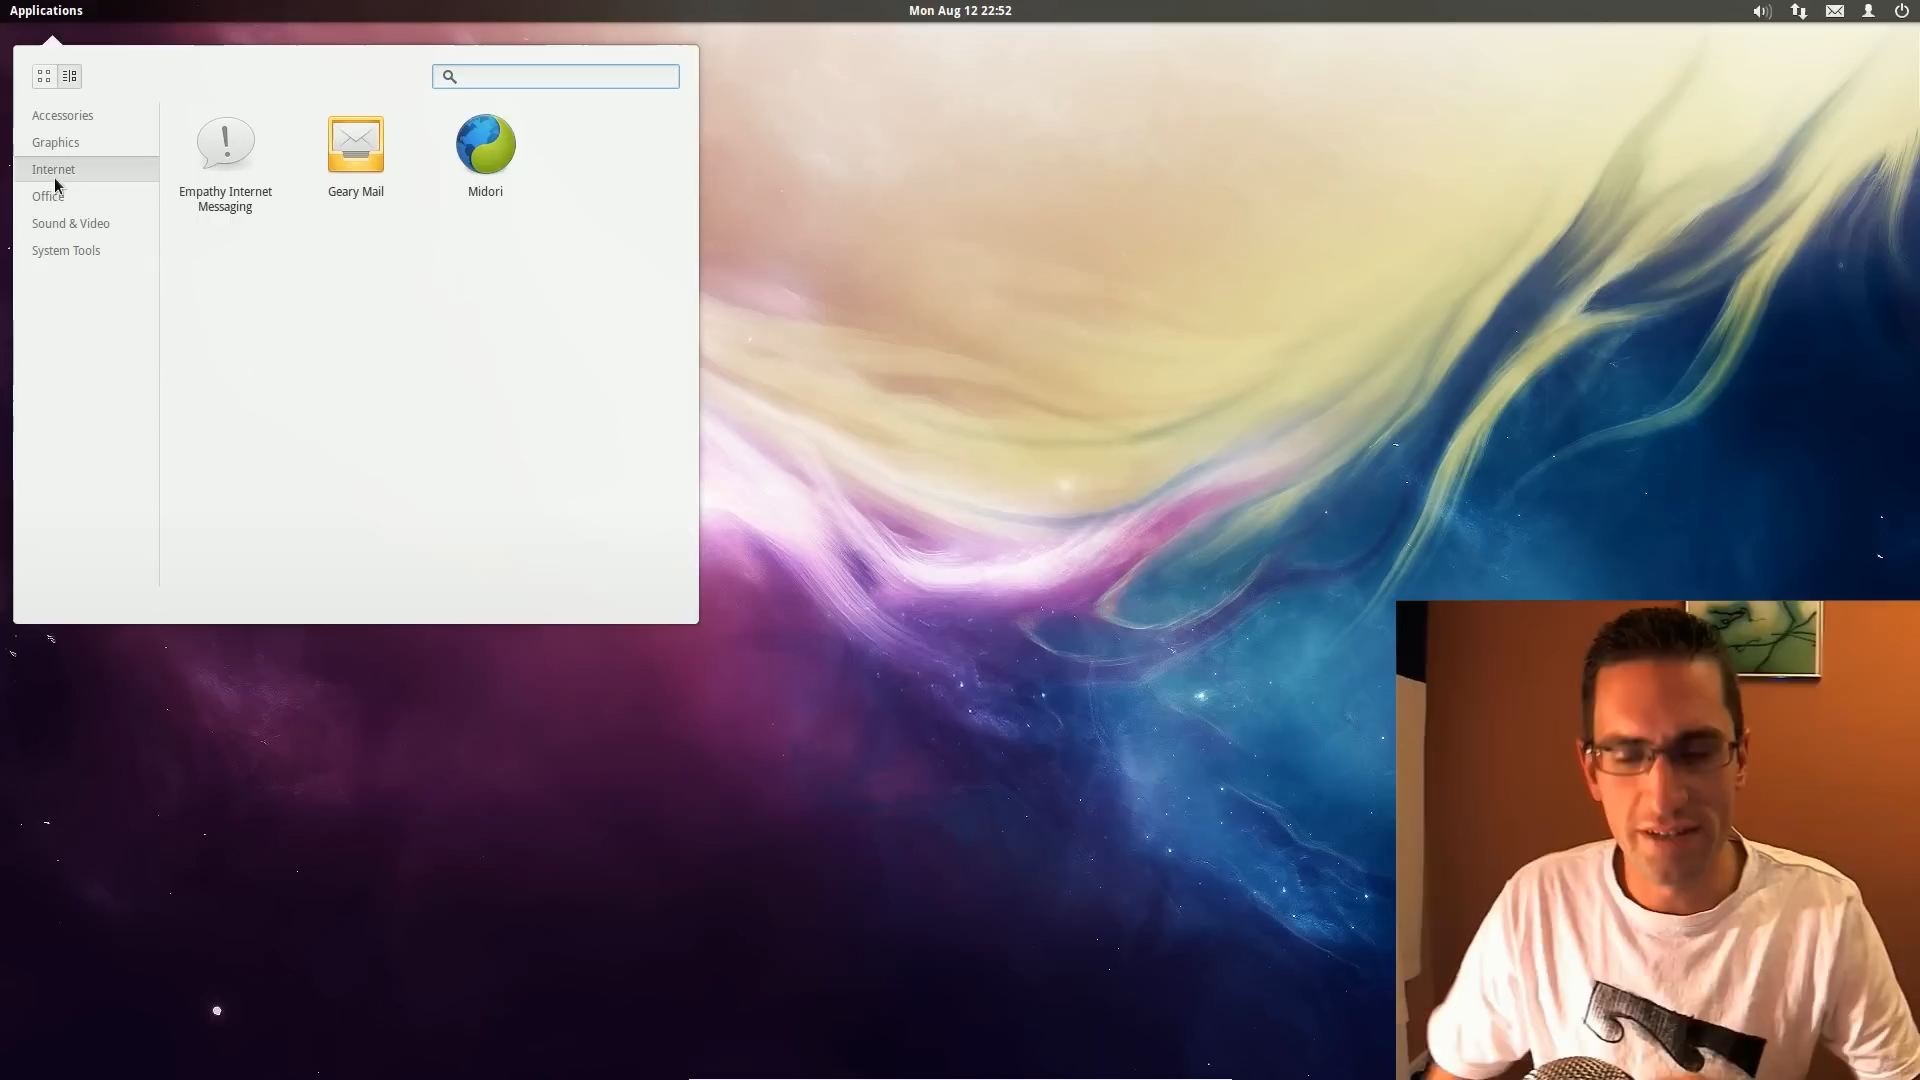 Applications
Mon Aug 12 22:52
Accessories
Graphics
Internet
Office
Sound & Video
System Tools
Empathy Internet
Messaging
Geary Mail
Midori